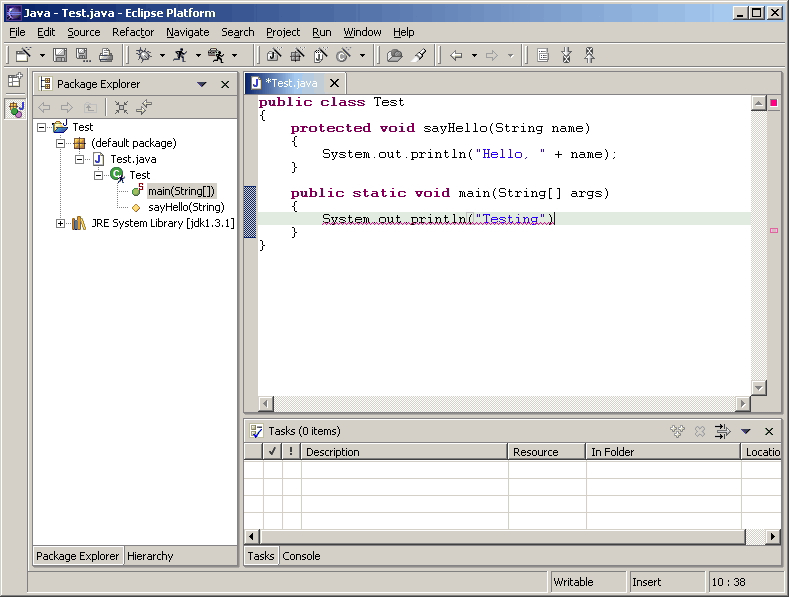 Java - Test.java - Eclipse Platform
File Edit Source Refactor Navigate Search Project Run Window Help
Package Explorer
Test
(default package)
Test.java
Test
main(String[])
sayHello(String)
JRE System Library [jdk1.3.1]
Package Explorer Hierarchy
*Test.java
public class Test
{
protected void sayHello(String name)
{
System.out.println("Hello, " + name);
}
public static void main(String[] args)
{
System.out.println("Testing")
}
}
Tasks (0 items)
! Description Resource In Folder Locatio
Tasks Console
Writable Insert 10 : 38